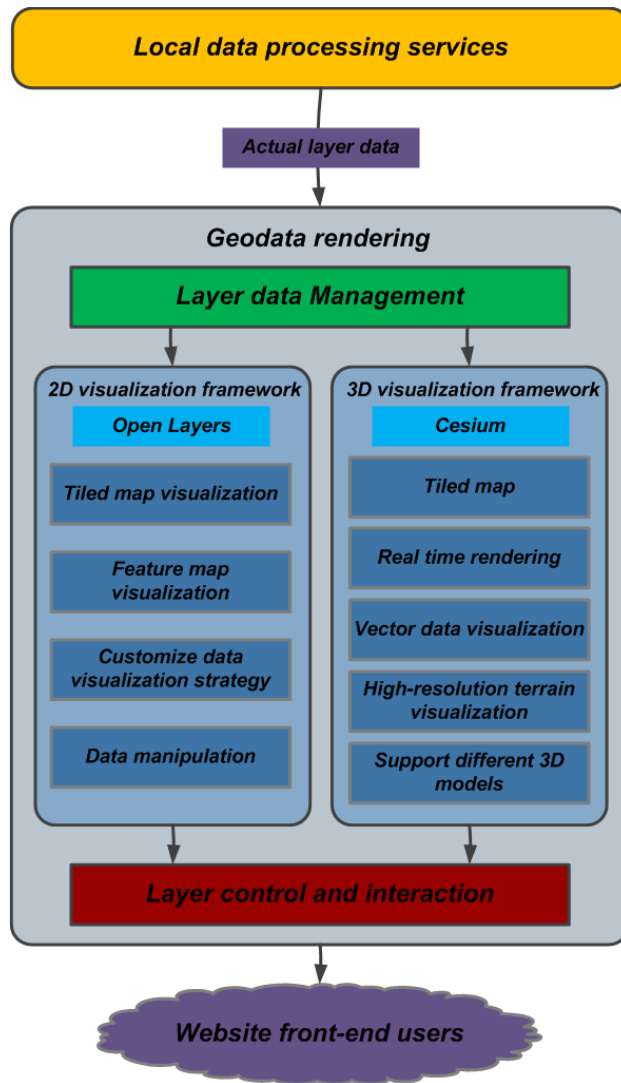 Local data processing services
Actual layer data
Geodata rendering
Layer data Management
2D visualization framework
Open Layers
Tiled map visualization
Feature map
visualization
Customize data
visualization strategy
Data manipulation
3D visualization framework
Cesium
Tiled map
Real time rendering
Vector data visualization
High-resolution terrain
visualization
Support different 3D
models
Layer control and interaction
Website front-end users